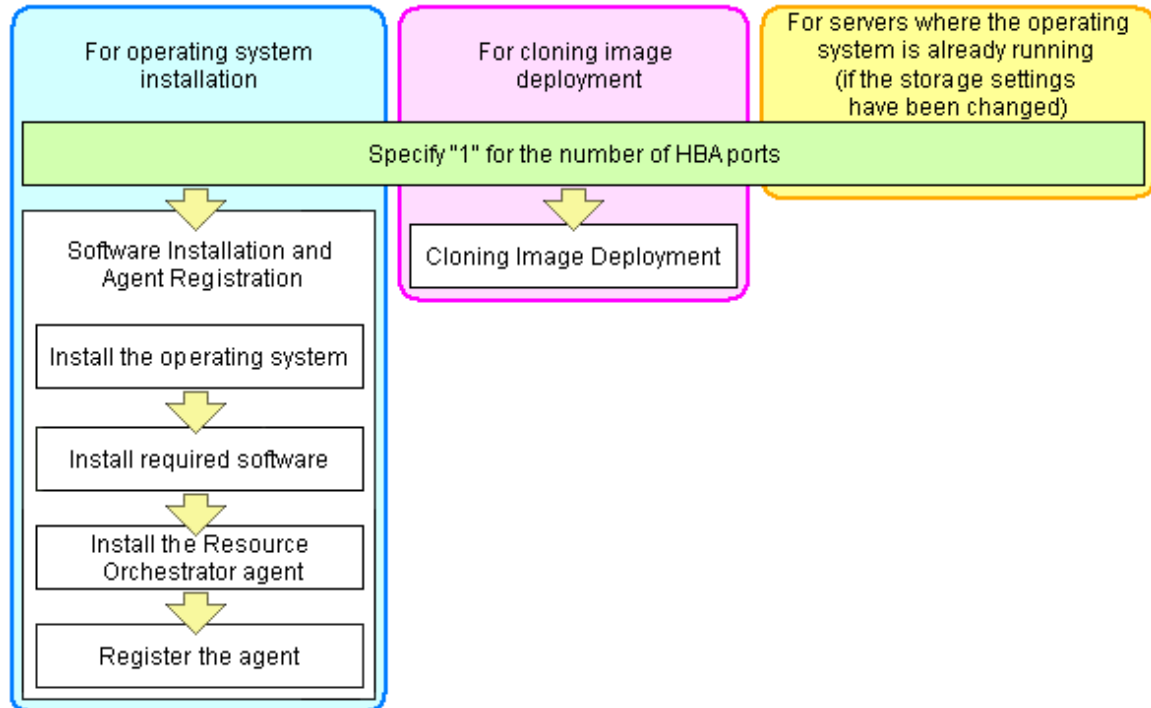 For operating system
installation
For cloning image
deployment
For servers where the operating
system is already running
(if the storage settings
have been changed)
Specify "1" for the number of HBA ports
Software Installation and
Agent Registration
Cloning Image Deployment
Install the operating system
Install required software
Install the Resource
Orchestrator agent
Register the agent